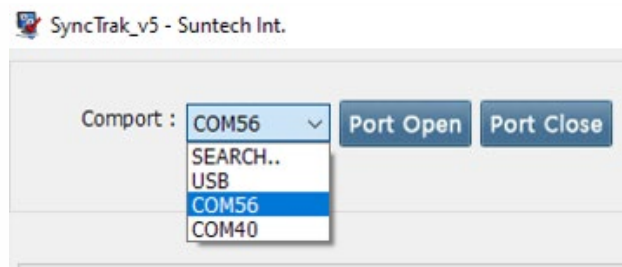 SyncTrak_v5 - Suntech Int.
Comport : COM56 Port Open Port Close
SEARCH..
USB
COM56
COM40